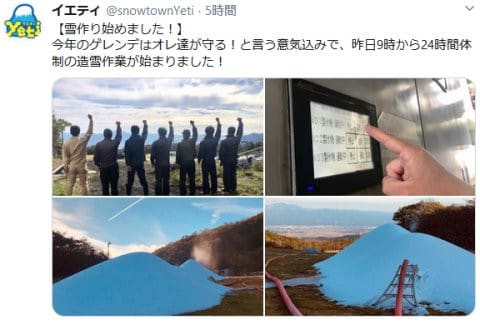 イエティ @snowtownYeti・5時間
【雪作り始めました！】
今年のゲレンデはオレ達が守る！と言う意気込みで、昨日9時から24時間体
制の造雪作業が始まりました！
Yeti